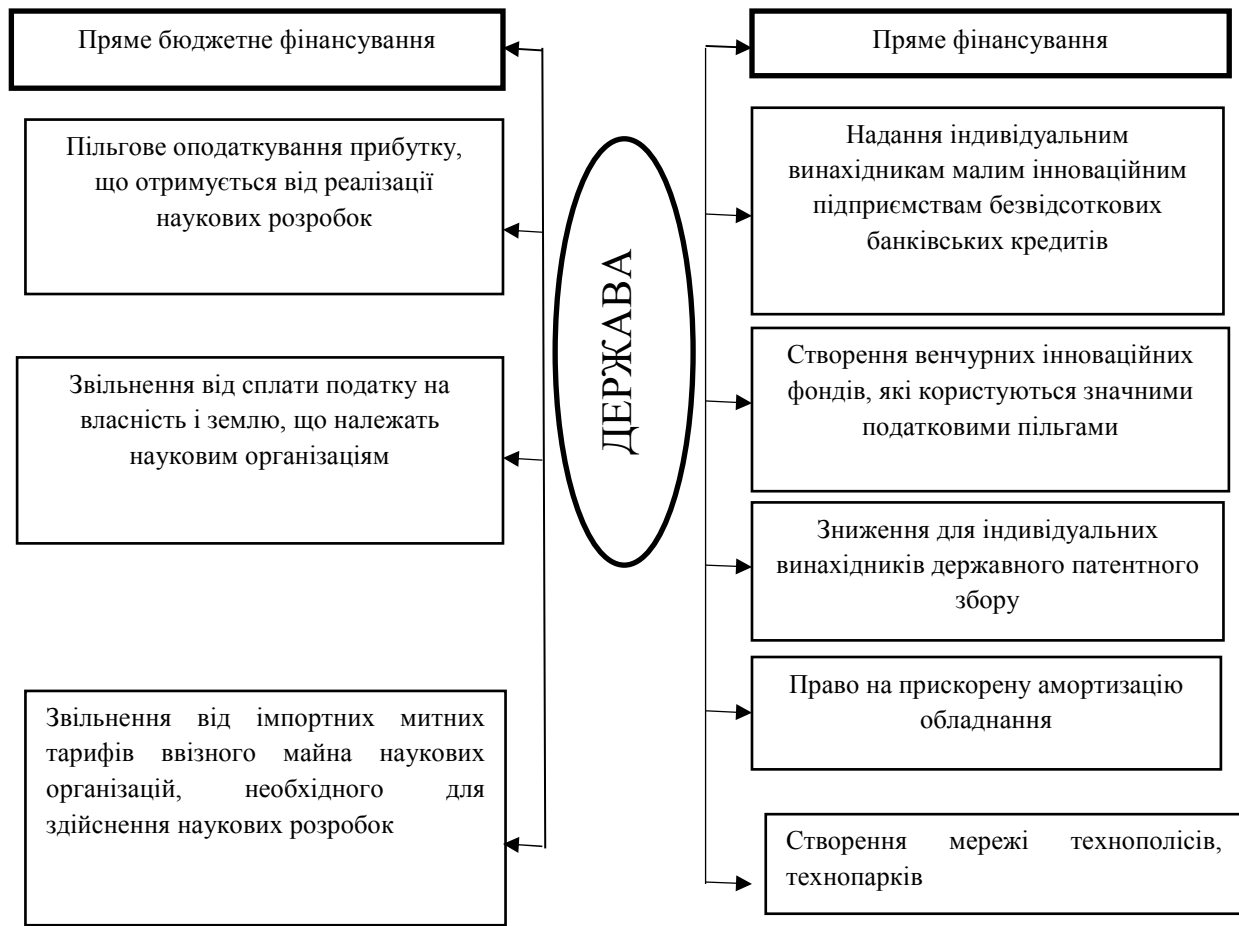 Пряме бюджетне фінансування
Пільгове оподаткування прибутку,
що отримується від реалізації
наукових розробок
Звільнення від сплати податку на
власність і землю, що належать
науковим організаціям
Звільнення від імпортних митних
тарифів ввізного майна наукових
організацій, необхідного для
здійснення наукових розробок
ДЕРЖАВА
Пряме фінансування
Надання індивідуальним
винахідникам малим інноваційним
підприємствам безвідсоткових
банківських кредитів
Створення венчурних інноваційних
фондів, які користуються значними
податковими пільгами
Зниження для індивідуальних
винахідників державного патентного
збору
Право на прискорену амортизацію
обладнання
Створення мережі технополісів,
технопарків